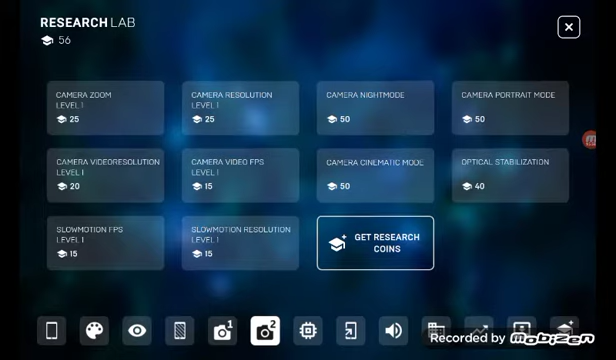 RESEARCH LAB
56
CAMERA ZOOM
LEVEL 1
25
CAMERA RESOLUTION
LEVEL 1
25
CAMERA NIGHTMODE
50
CAMERA PORTRAIT MODE
50
CAMERA VIDEORESOLUTION
LEVEL 1
20
CAMERA VIDEO FPS
LEVEL 1
15
CAMERA CINEMATIC MODE
50
OPTICAL STABILIZATION
40
SLOWMOTION FPS
LEVEL 1
15
SLOWMOTION RESOLUTION
LEVEL 1
15
GET RESEARCH
COINS
1
2
Recorded by mobizen